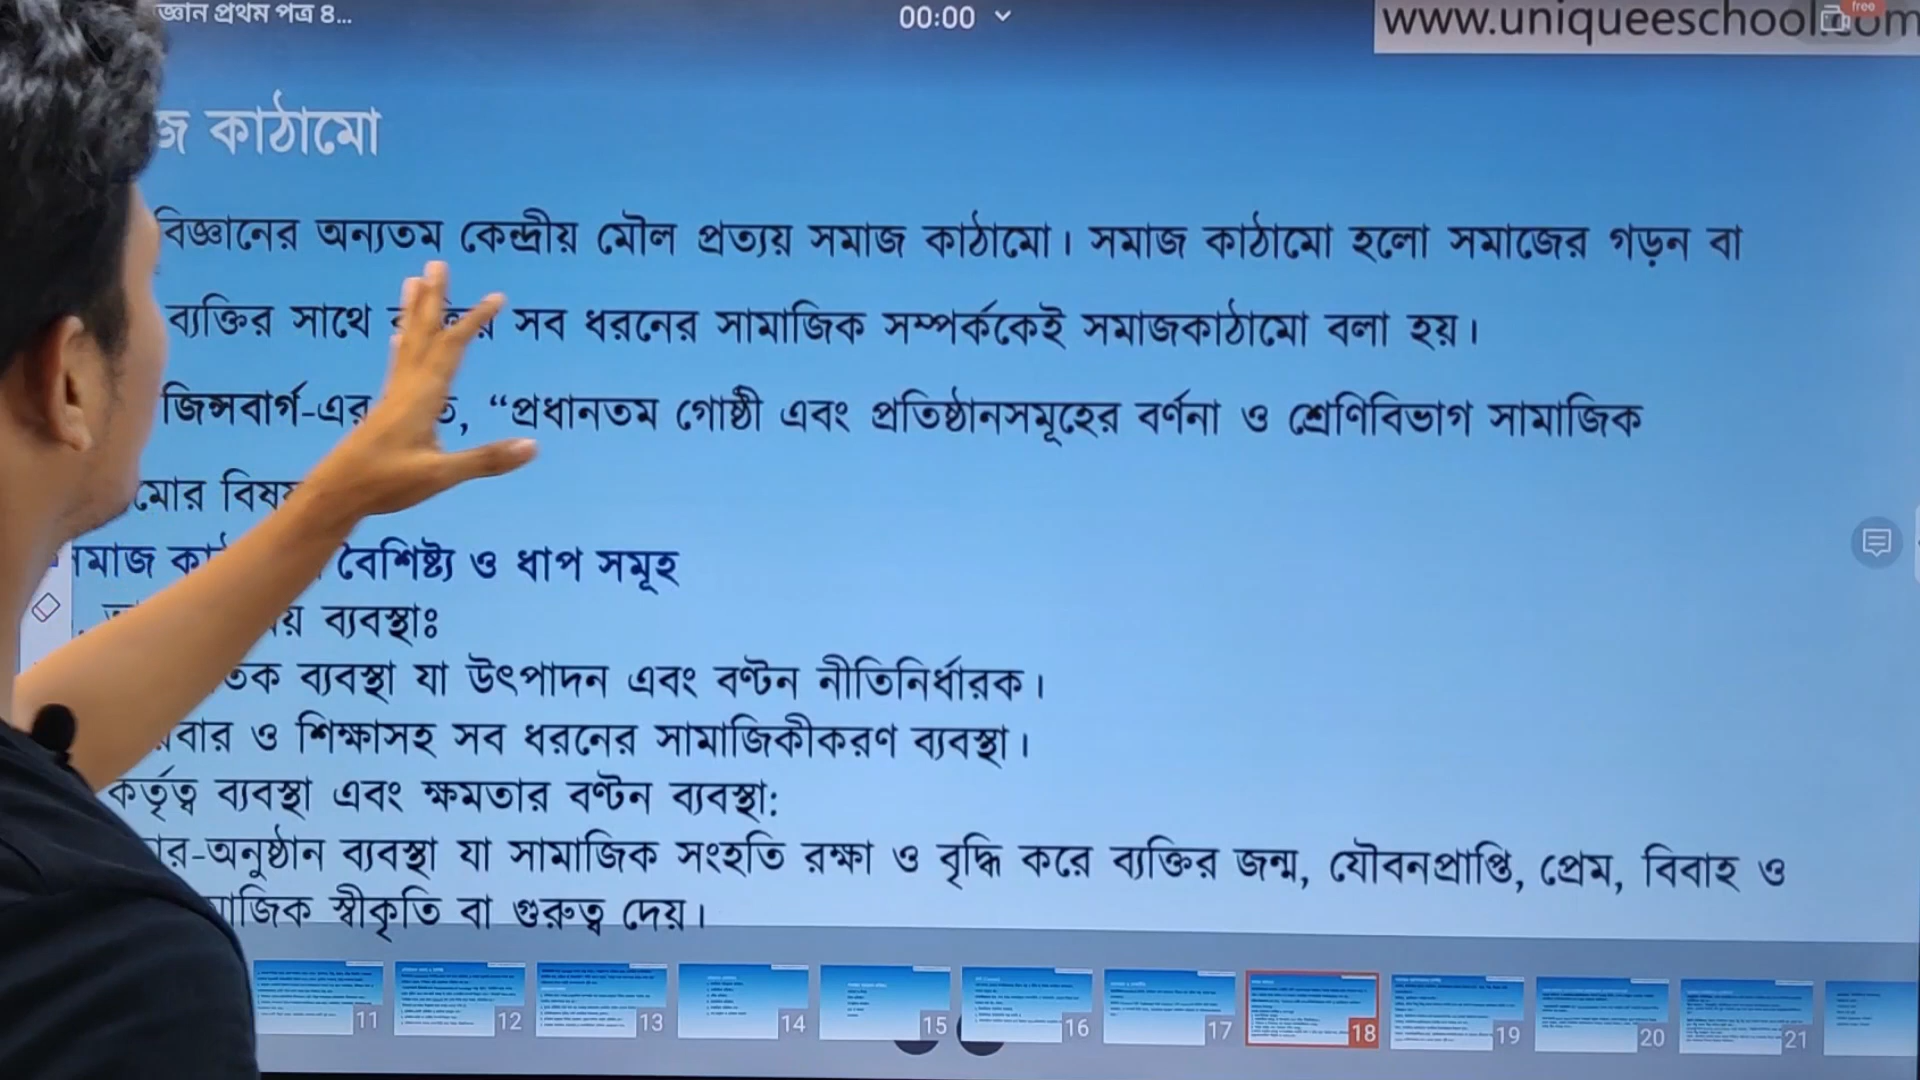 জ্ঞান প্রথম পত্র ৪... 00:00 free
www.uniqueeschool.com
জ কাঠামো
বিজ্ঞানের অন্যতম কেন্দ্রীয় মৌল প্রত্যয় সমাজ কাঠামো। সমাজ কাঠামো হলো সমাজের গড়ন বা
ব্যক্তির সাথে সব ধরনের সামাজিক সম্পর্ককেই সমাজকাঠামো বলা হয়।
জিন্সবার্গ-এর , “প্রধানতম গোষ্ঠী এবং প্রতিষ্ঠানসমূহের বর্ণনা ও শ্রেণিবিভাগ সামাজিক
মোর
মাজ বৈশিষ্ট্য ও ধাপ সমূহ
য় ব্যবস্থাঃ
তিক ব্যবস্থা যা উৎপাদন এবং বণ্টন নীতিনির্ধারক।
বার ও শিক্ষাসহ সব ধরনের সামাজিকীকরণ ব্যবস্থা।
কর্তৃত্ব ব্যবস্থা এবং ক্ষমতার বণ্টন ব্যবস্থা:
ার-অনুষ্ঠান ব্যবস্থা যা সামাজিক সংহতি রক্ষা ও বৃদ্ধি করে ব্যক্তির জন্ম, যৌবনপ্রাপ্তি, প্রেম, বিবাহ ও
াজিক স্বীকৃতি বা গুরুত্ব দেয়।
11 12 13 14 15 16 17 18 19 20 21